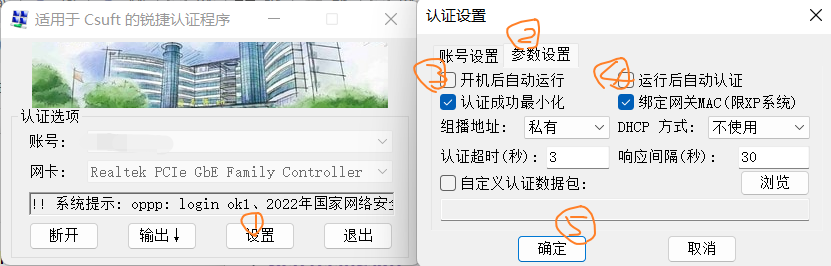 适用于 Csuft 的锐捷认证程序
认证选项
账号:
网卡: Realtek PCIe GbE Family Controller
!! 系统提示: oppp: login ok1、2022年国家网络安全
断开 输出↓ 设置 退出
1
认证设置
2
账号设置 参数设置
3 4
开机后自动运行 运行后自动认证
认证成功最小化 绑定网关MAC(限XP系统)
组播地址: 私有 DHCP 方式: 不使用
认证超时(秒): 3 响应间隔(秒): 30
自定义认证数据包: 浏览
5
确定 取消